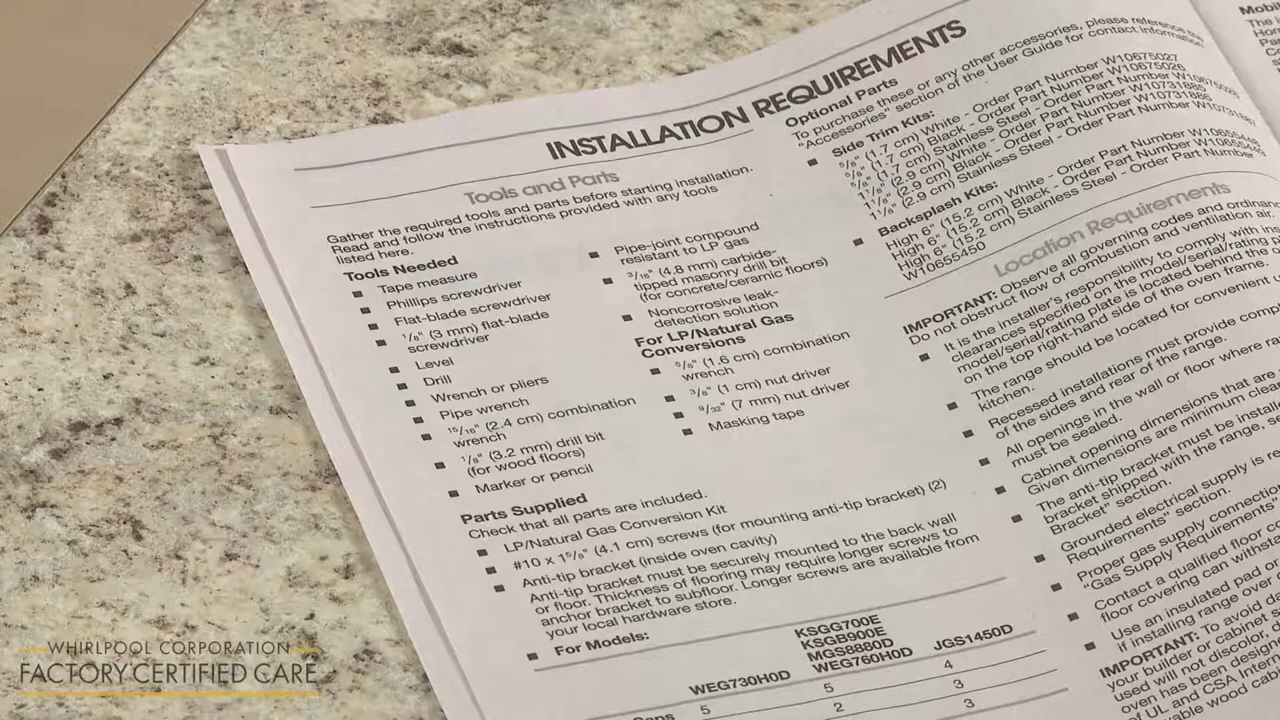 INSTALLATION REQUIREMENTS
Tools and Parts
Gather the required tools and parts before starting installation.
Read and follow the instructions provided with any tools
listed here.
Tools Needed
■ Tape measure
■ Phillips screwdriver
■ Flat-blade screwdriver
■ 1/8" (3 mm) flat-blade
screwdriver
■ Level
■ Drill
■ Wrench or pliers
■ Pipe wrench
■ 15/16" (2.4 cm) combination
wrench
■ 1/8" (3.2 mm) drill bit
(for wood floors)
■ Marker or pencil
■ Pipe-joint compound
resistant to LP gas
■ 3/16" (4.8 mm) carbide-
tipped masonry drill bit
(for concrete/ceramic floors)
■ Noncorrosive leak-
detection solution
For LP/Natural Gas
Conversions
■ 5/8" (1.6 cm) combination
wrench
■ 3/8" (1 cm) nut driver
■ 9/32" (7 mm) nut driver
■ Masking tape
Parts Supplied
Check that all parts are included.
■ LP/Natural Gas Conversion Kit
■ #10 x 1 5/8" (4.1 cm) screws (for mounting anti-tip bracket) (2)
■ Anti-tip bracket (inside oven cavity)
Anti-tip bracket must be securely mounted to the back wall
or floor. Thickness of flooring may require longer screws to
anchor bracket to subfloor. Longer screws are available from
your local hardware store.
■ For Models:
WEG730H0D
KSGG700E
KSGB900E
MGS8880D
WEG760H0D
JGS1450D
5 5 4
2 3
3
Optional Parts
To purchase these or any other accessories, please reference the
"Accessories" section of the User Guide for contact information
■ Side Trim Kits:
5/8" (1.7 cm) White - Order Part Number W10675027
5/8" (1.7 cm) Black - Order Part Number W10675026
5/8" (1.7 cm) Stainless Steel - Order Part Number W10675028
1 1/8" (2.9 cm) White - Order Part Number W10731885
1 1/8" (2.9 cm) Black - Order Part Number W10731886
1 1/8" (2.9 cm) Stainless Steel - Order Part Number
■ Backsplash Kits:
High 6" (15.2 cm) White - Order Part Number W10655448
High 6" (15.2 cm) Black - Order Part Number
High 6" (15.2 cm) Stainless Steel - Order Part Number
W10655450
Location Requirements
IMPORTANT: Observe all governing codes and
Do not obstruct flow of combustion and ventilation air.
■ It is the installer's responsibility to comply with
clearances specified on the model/serial/rating
model/serial/rating plate is located behind the
on the top right-hand side of the oven frame.
■ The range should be located for convenient
kitchen.
■ Recessed installations must provide
of the sides and rear of the range.
■ All openings in the wall or floor where
must be sealed.
■ Cabinet opening dimensions that are
Given dimensions are minimum
■ The anti-tip bracket must be
bracket shipped with the range,
Bracket" section.
■ Grounded electrical supply is
Requirements" section.
■ Proper gas supply
"Gas Supply Requirements"
■ Contact a qualified floor
floor covering can
■ Use an insulated pad or
if installing range over
IMPORTANT: To avoid
your builder or cabinet
used will not discolor,
oven has been
of UL and CSA
wood
WHIRLPOOL CORPORATION
FACTORY CERTIFIED CARE